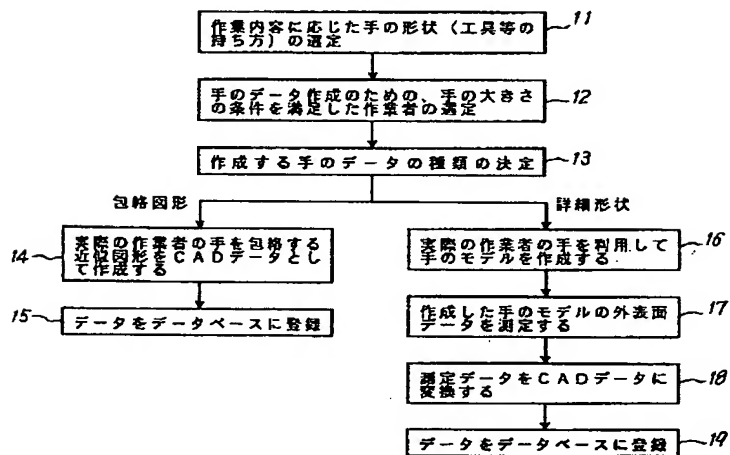 作業内容に応じた手の形状（工具等の
持ち方）の選定
11
手のデータ作成のための、手の大きさ
の条件を満足した作業者の選定
12
作成する手のデータの種類の決定
13
包絡図形
詳細形状
14
実際の作業者の手を包絡する
近似図形をCADデータとし
て作成する
15
データをデータベースに登録
実際の作業者の手を利用して
手のモデルを作成する
16
作成した手のモデルの外表面
データを測定する
17
測定データをCADデータに
変換する
18
データをデータベースに登録
19